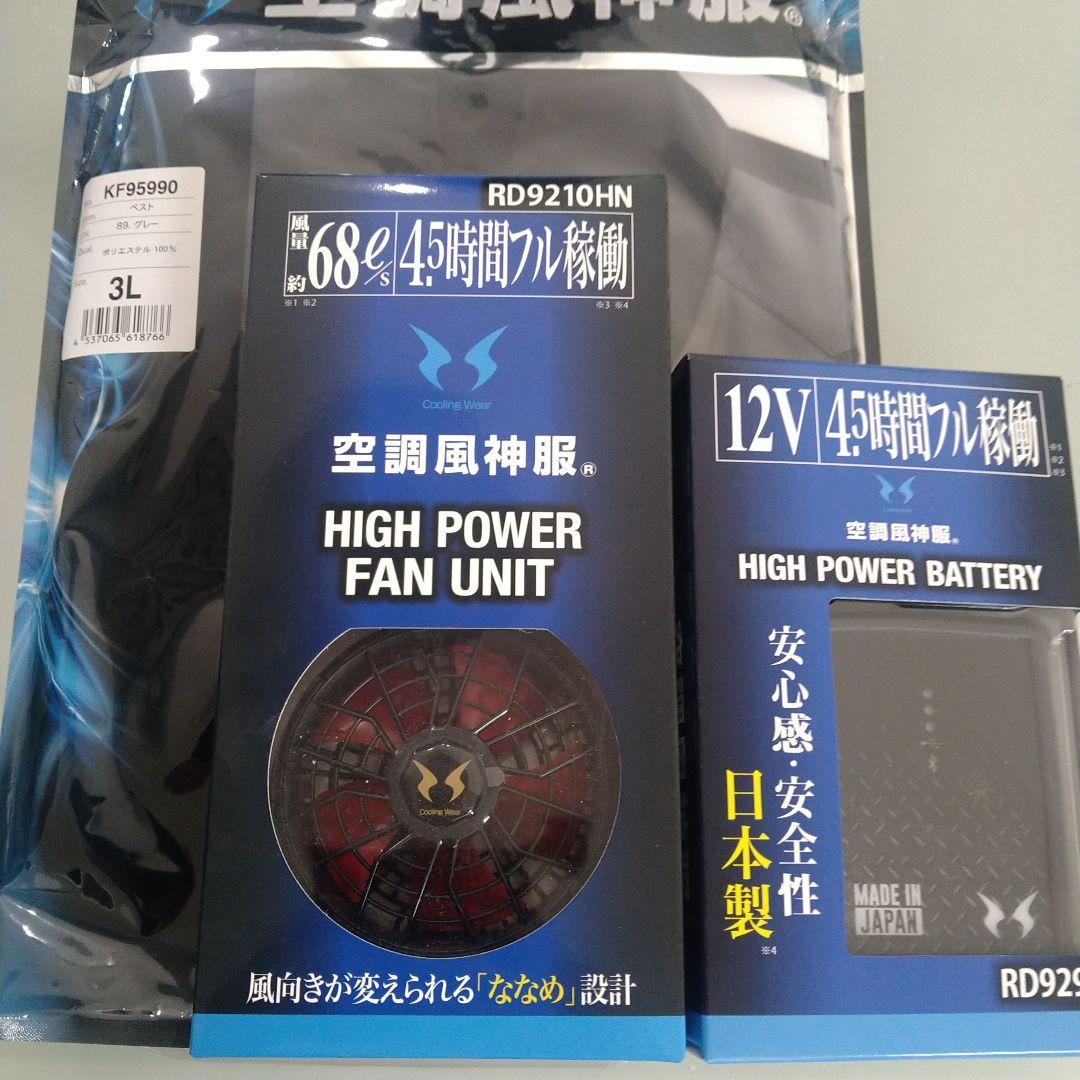 空調風神服®
No. KF95990
ベスト
89. グレー
Qual. ポリエステル 100%
Size.
3L
4 537065 618766
RD9210HN
風量 約 68ℓ/s 4.5時間フル稼働
※1 ※2 ※3 ※4
Cooling Wear
空調風神服®
HIGH POWER
FAN UNIT
Cooling Wear
風向きが変えられる「ななめ」設計
12V 4.5時間フル稼働
※1
※2
※3
空調風神服®
HIGH POWER BATTERY
安心感・安全性
日本製
※4
MADE IN
JAPAN
RD929